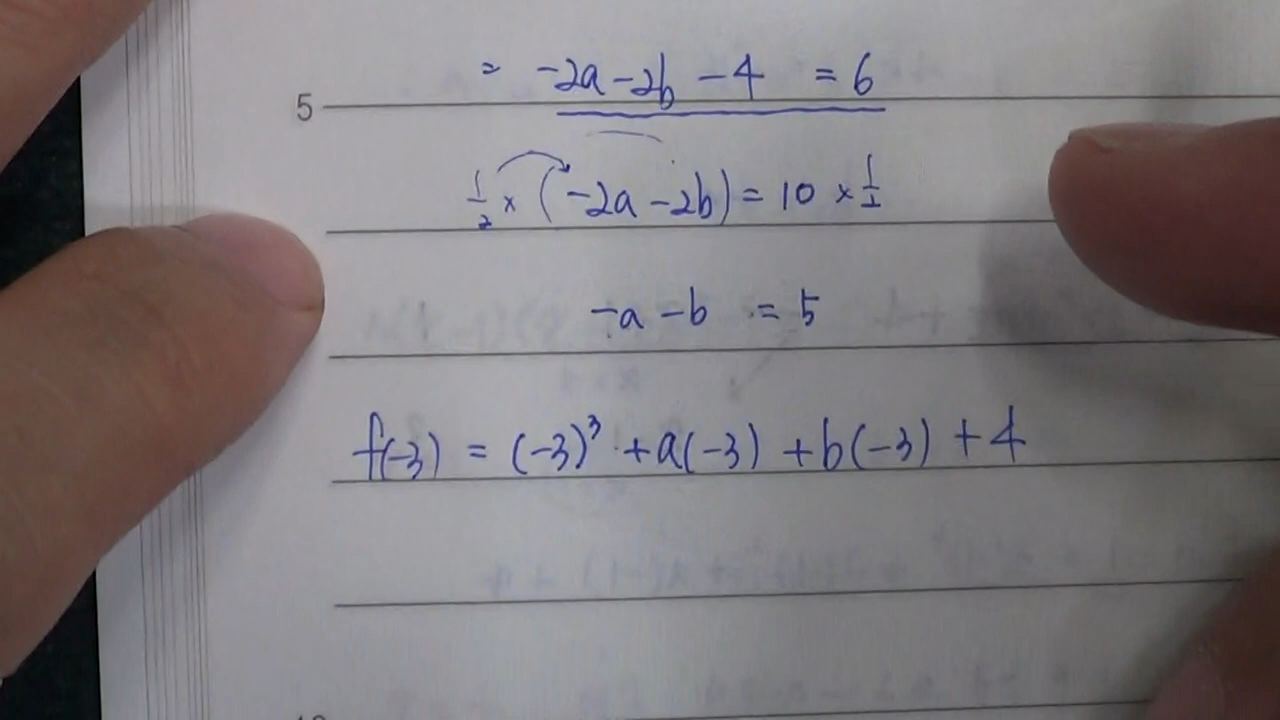 = -2a - 2b - 4 = 6
5
1/2 × (-2a - 2b) = 10 × 1/2
-a - b = 5
f(-3) = (-3)³ + a(-3) + b(-3) + 4